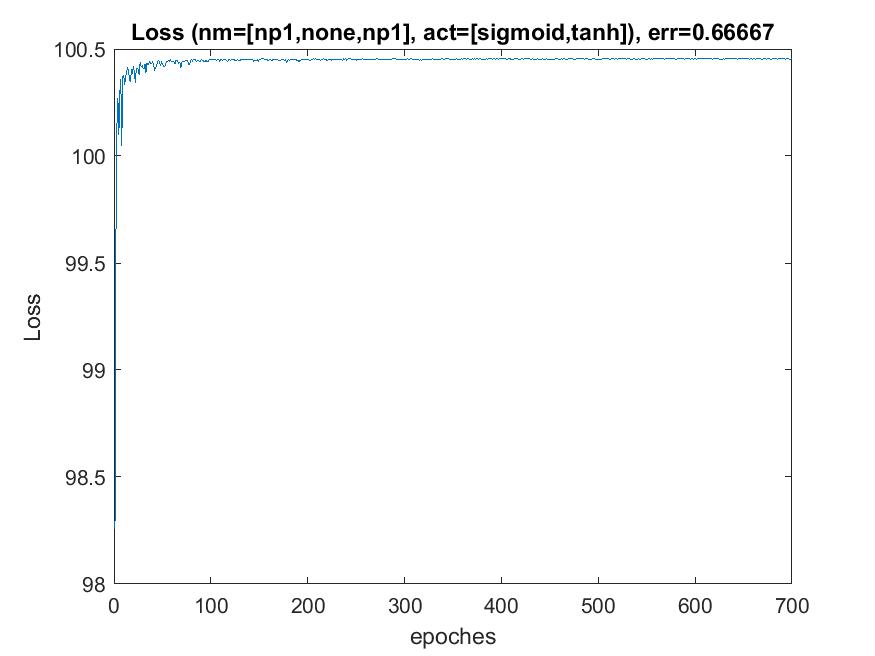 Loss (nm=[np1,none,np1], act=[sigmoid,tanh]), err=0.66667
100.5
100
99.5
99
98.5
98
Loss
0 100 200 300 400 500 600 700
epoches